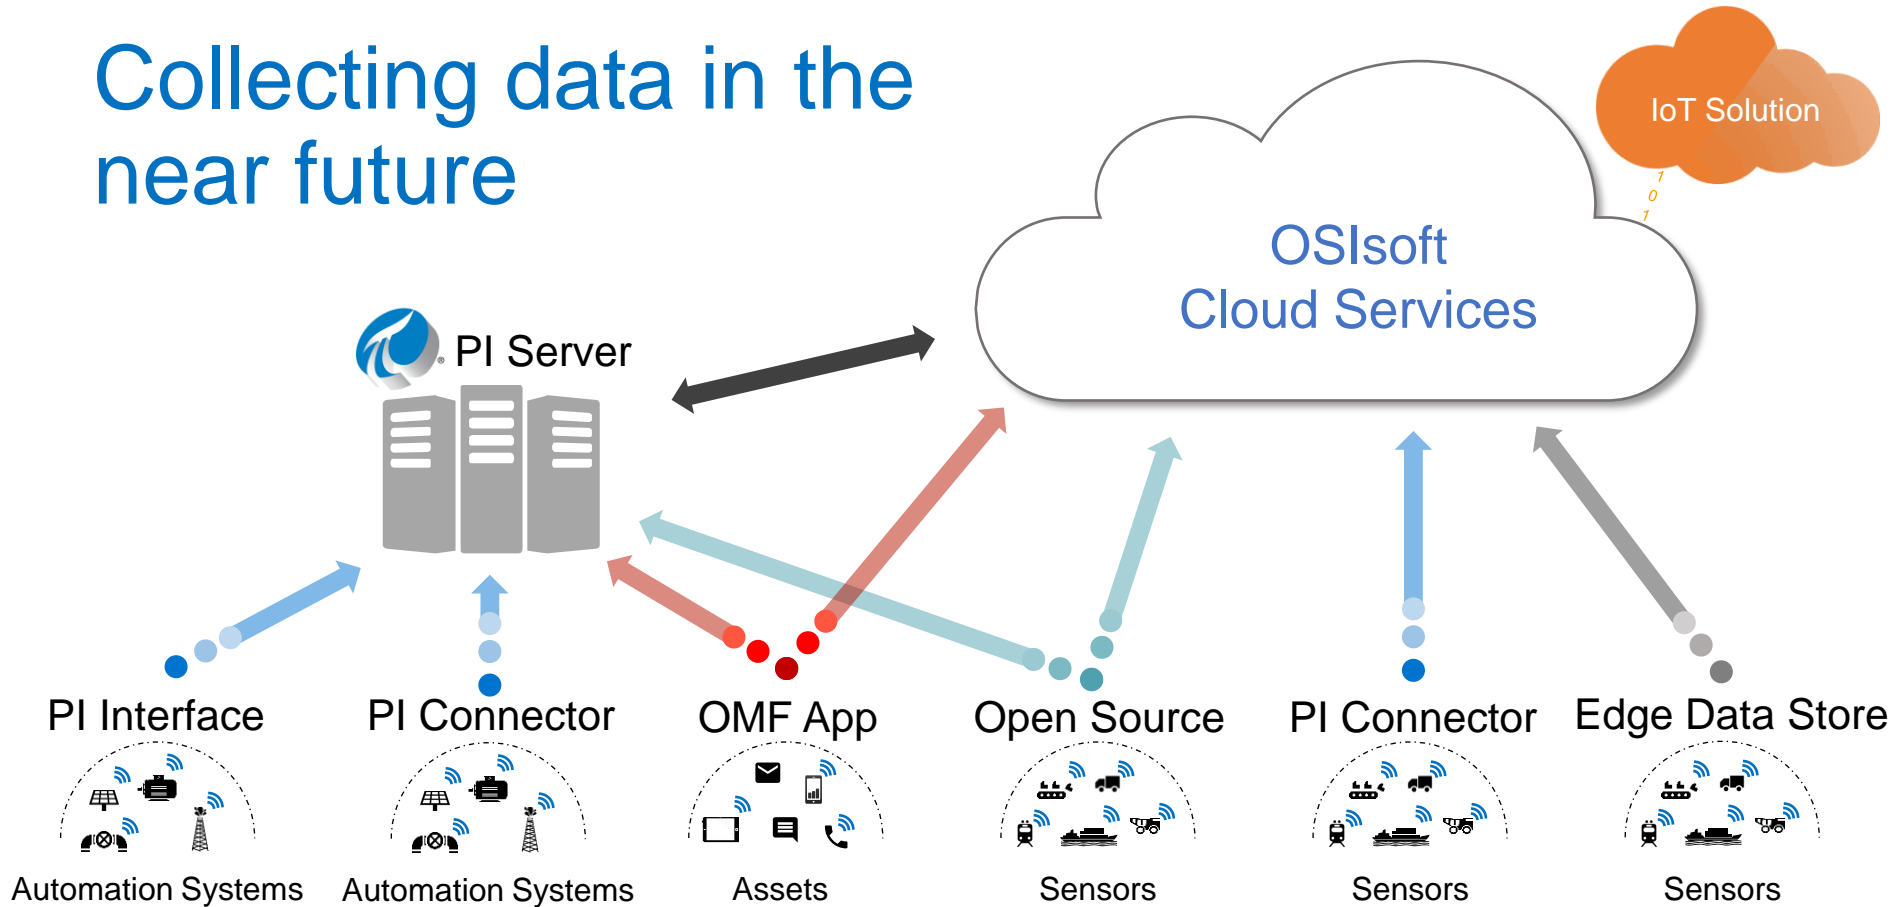 Collecting data in the
near future
IoT Solution
1
0
1
OSIsoft
Cloud Services
® PI Server
PI Interface
PI Connector
OMF App
Open Source
PI Connector
Edge Data Store
Automation Systems
Automation Systems
Assets
Sensors
Sensors
Sensors